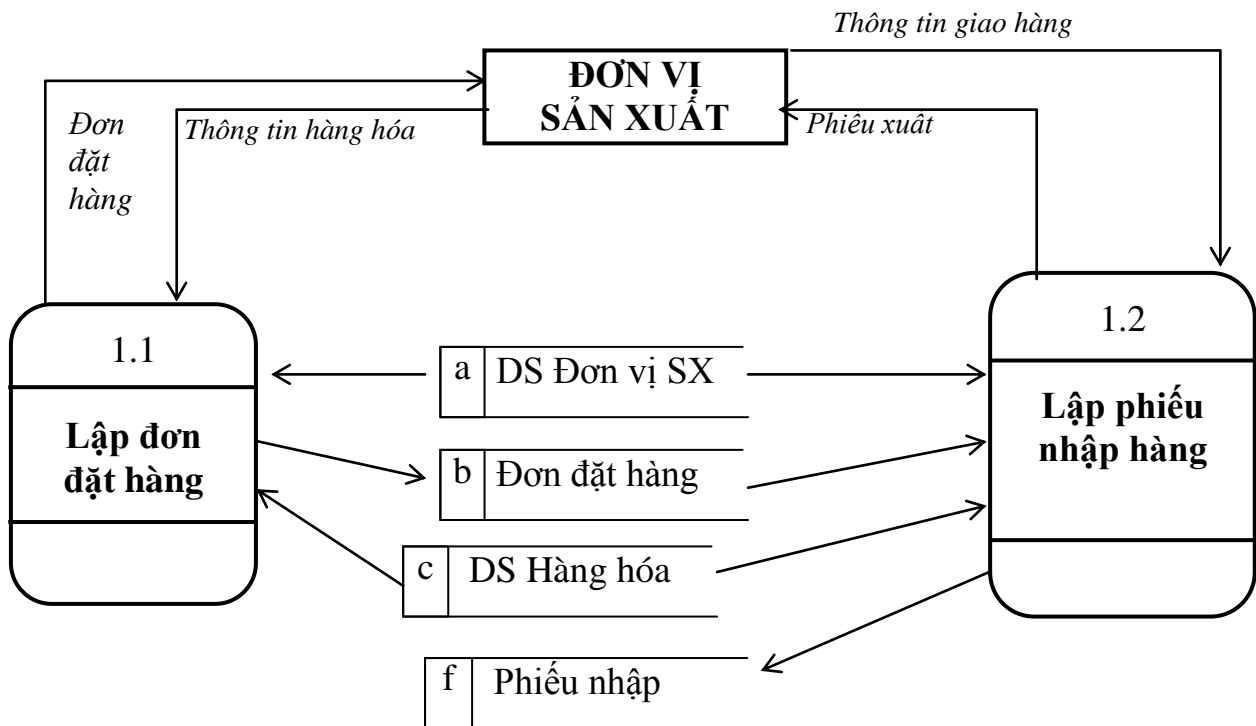 Thông tin giao hàng
ĐƠN VỊ
SẢN XUẤT
Đơn
đặt
hàng
Thông tin hàng hóa
Phiêu xuât
1.1
Lập đơn
đặt hàng
1.2
Lập phiếu
nhập hàng
a DS Đơn vị SX
b Đơn đặt hàng
c DS Hàng hóa
f Phiếu nhập